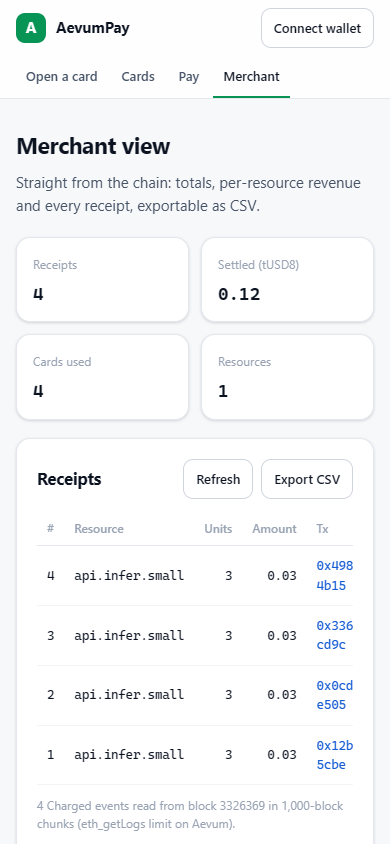 A AevumPay Connect wallet
Open a card Cards Pay Merchant
Merchant view
Straight from the chain: totals, per-resource revenue
and every receipt, exportable as CSV.
Receipts
4
Settled (tUSD8)
0.12
Cards used
4
Resources
1
Receipts Refresh Export CSV
# Resource Units Amount Tx
4 api.infer.small 3 0.03 0x498
4b15
3 api.infer.small 3 0.03 0x336
cd9c
2 api.infer.small 3 0.03 0x0cd
e505
1 api.infer.small 3 0.03 0x12b
5cbe
4 Charged events read from block 3326369 in 1,000-block
chunks (eth_getLogs limit on Aevum).